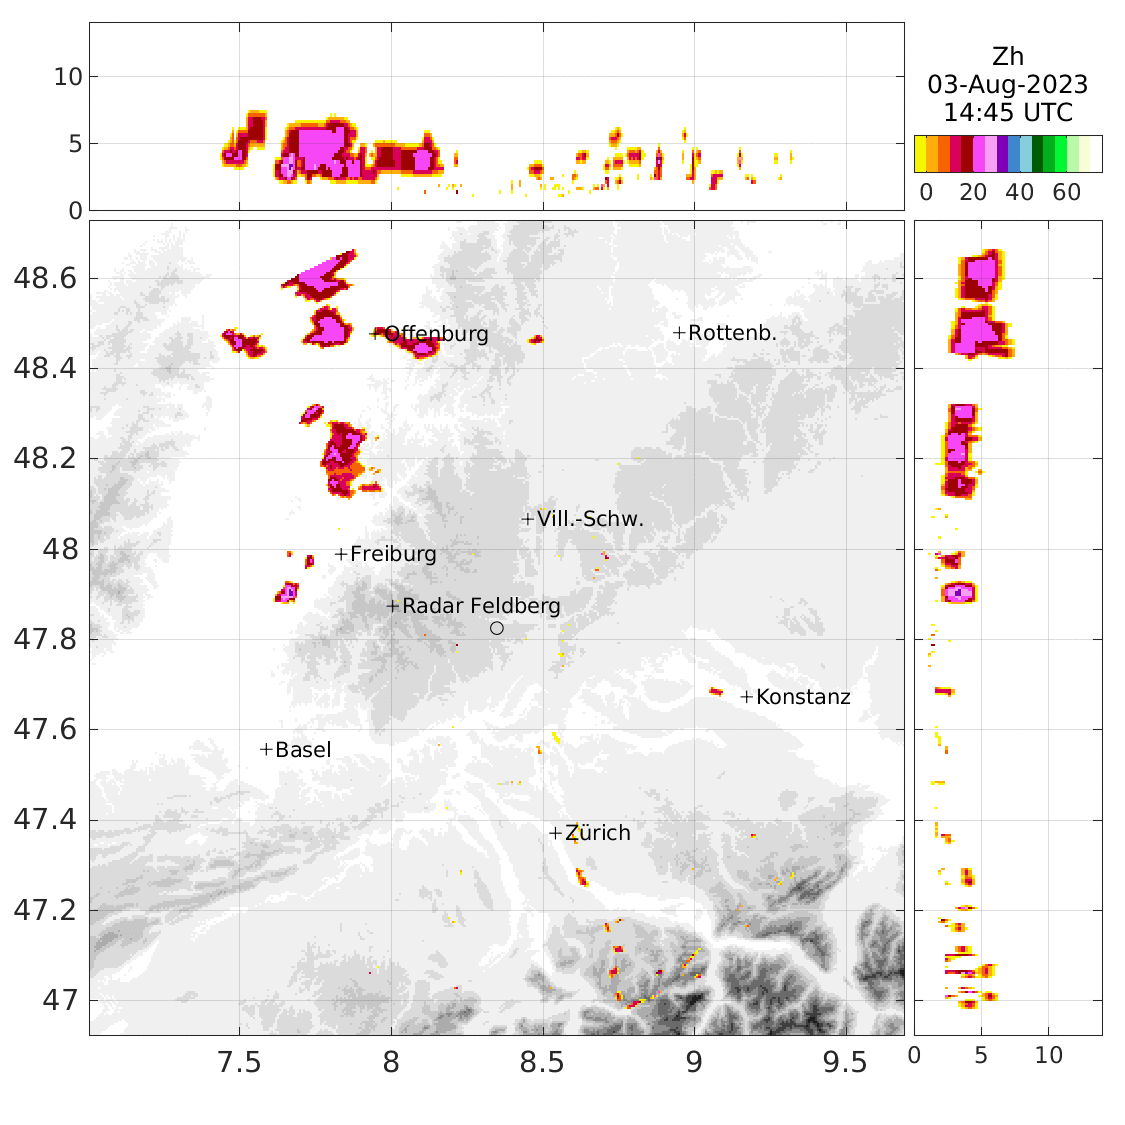 Zh
03-Aug-2023
14:45 UTC
0 20 40 60
10
5
0
48.6
48.4
48.2
48
47.8
47.6
47.4
47.2
47
Offenburg
Rottenb.
Vill.-Schw.
Freiburg
Radar Feldberg
Konstanz
Basel
Zürich
7.5 8 8.5 9 9.5
0 5 10